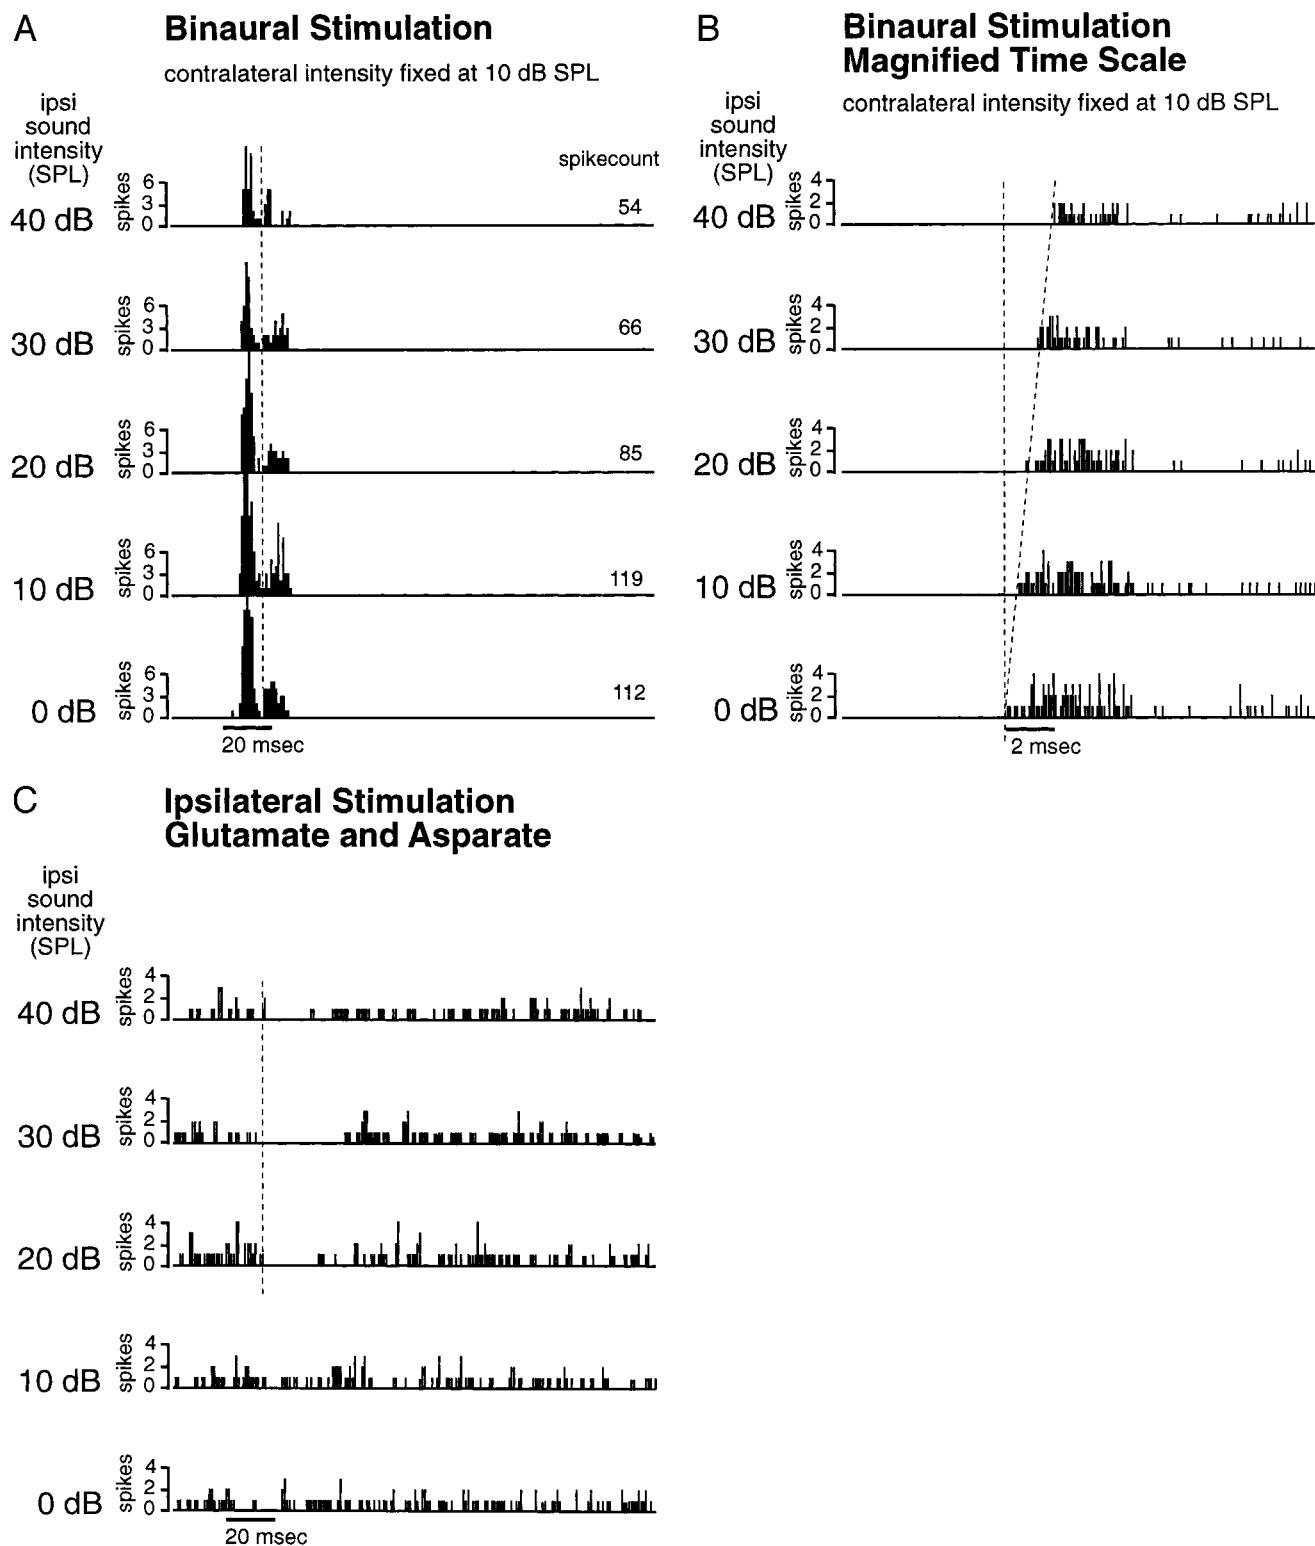 A
Binaural Stimulation
contralateral intensity fixed at 10 dB SPL
ipsi
sound
intensity
(SPL)
spikecount
spikes
6
3
0
40 dB
54
spikes
6
3
0
30 dB
66
spikes
6
3
0
20 dB
85
spikes
6
3
0
10 dB
119
spikes
6
3
0
0 dB
112
20 msec
B
Binaural Stimulation
Magnified Time Scale
contralateral intensity fixed at 10 dB SPL
ipsi
sound
intensity
(SPL)
spikes
4
2
0
40 dB
spikes
4
2
0
30 dB
spikes
4
2
0
20 dB
spikes
4
2
0
10 dB
spikes
4
2
0
0 dB
2 msec
C
Ipsilateral Stimulation
Glutamate and Asparate
ipsi
sound
intensity
(SPL)
spikes
4
2
0
40 dB
spikes
4
2
0
30 dB
spikes
4
2
0
20 dB
spikes
4
2
0
10 dB
spikes
4
2
0
0 dB
20 msec